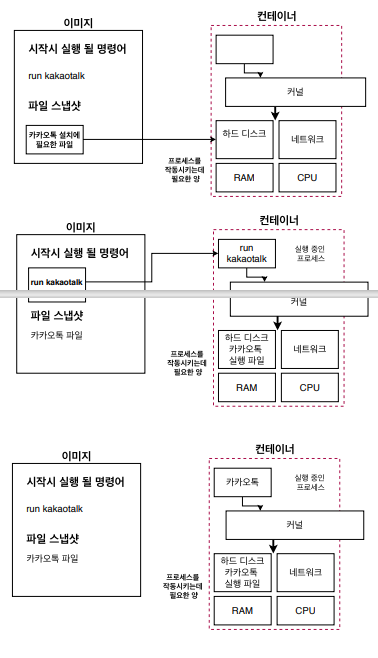 이미지
시작시 실행 될 명령어
run kakaotalk
파일 스냅샷
카카오톡 설치에
필요한 파일
컨테이너
커널
하드 디스크
네트워크
프로세스를
작동시키는데
필요한 양
RAM
CPU
이미지
시작시 실행 될 명령어
run kakaotalk
파일 스냅샷
카카오톡 파일
컨테이너
run
kakaotalk
실행 중인
프로세스
커널
하드 디스크
카카오톡
실행 파일
네트워크
프로세스를
작동시키는데
필요한 양
RAM
CPU
이미지
시작시 실행 될 명령어
run kakaotalk
파일 스냅샷
카카오톡 파일
컨테이너
카카오톡
실행 중인
프로세스
커널
하드 디스크
카카오톡
실행 파일
네트워크
프로세스를
작동시키는데
필요한 양
RAM
CPU